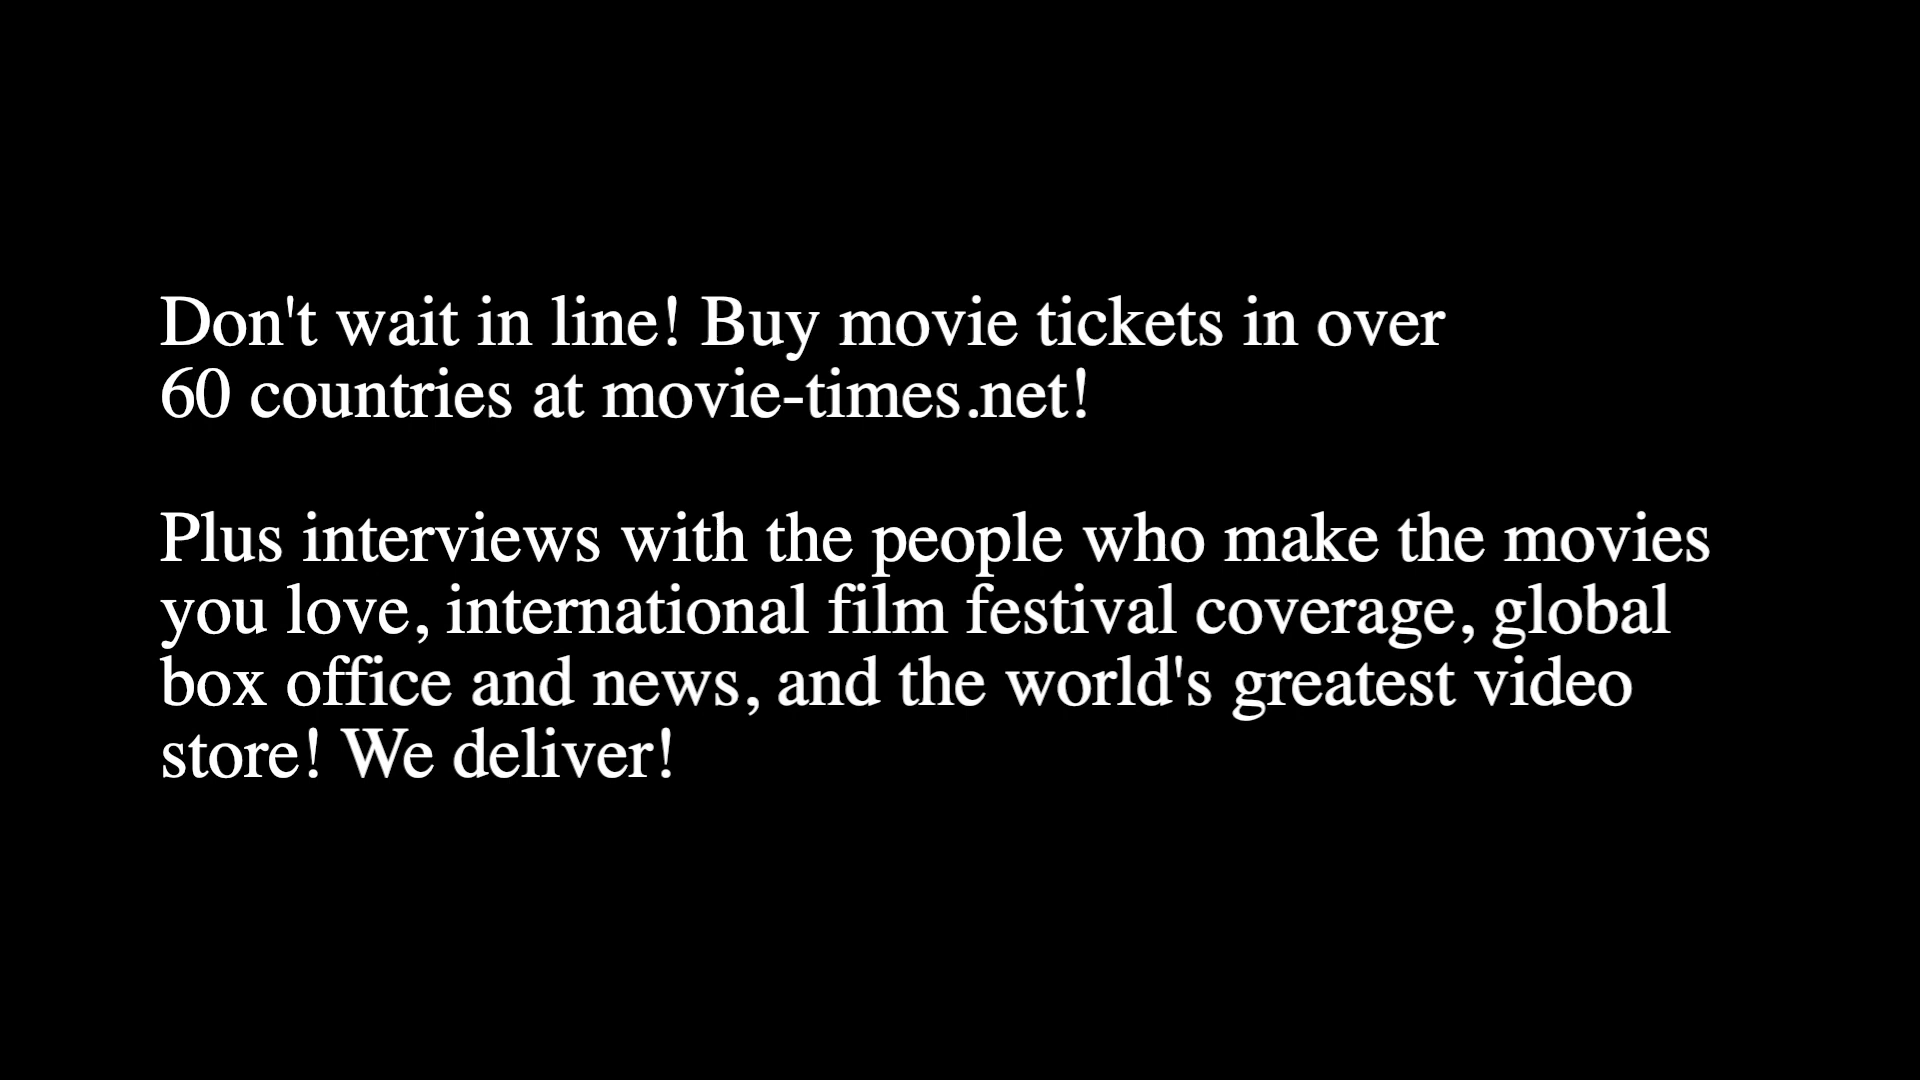 Don't wait in line! Buy movie tickets in over
60 countries at movie-times.net!
Plus interviews with the people who make the movies
you love, international film festival coverage, global
box office and news, and the world's greatest video
store! We deliver!